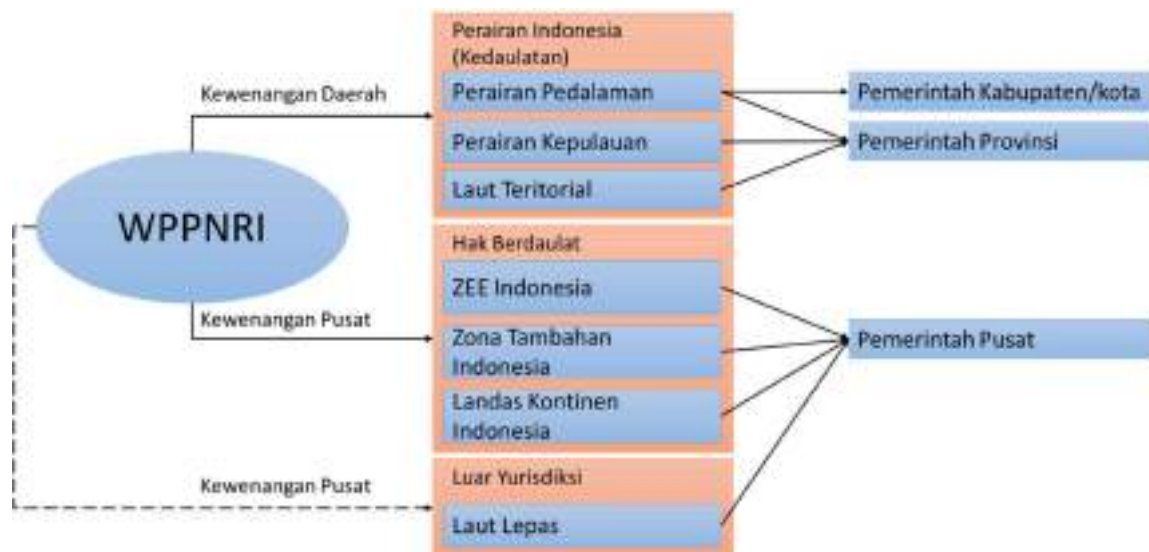 Perairan Indonesia
(Kedaulatan)
Kewenangan Daerah
Perairan Pedalaman
Pemerintah Kabupaten/kota
Perairan Kepulauan
Pemerintah Provinsi
Laut Teritorial
WPPNRI
Hak Berdaulat
ZEE Indonesia
Kewenangan Pusat
Zona Tambahan
Indonesia
Pemerintah Pusat
Landas Kontinen
Indonesia
Luar Yurisdiksi
Kewenangan Pusat
Laut Lepas